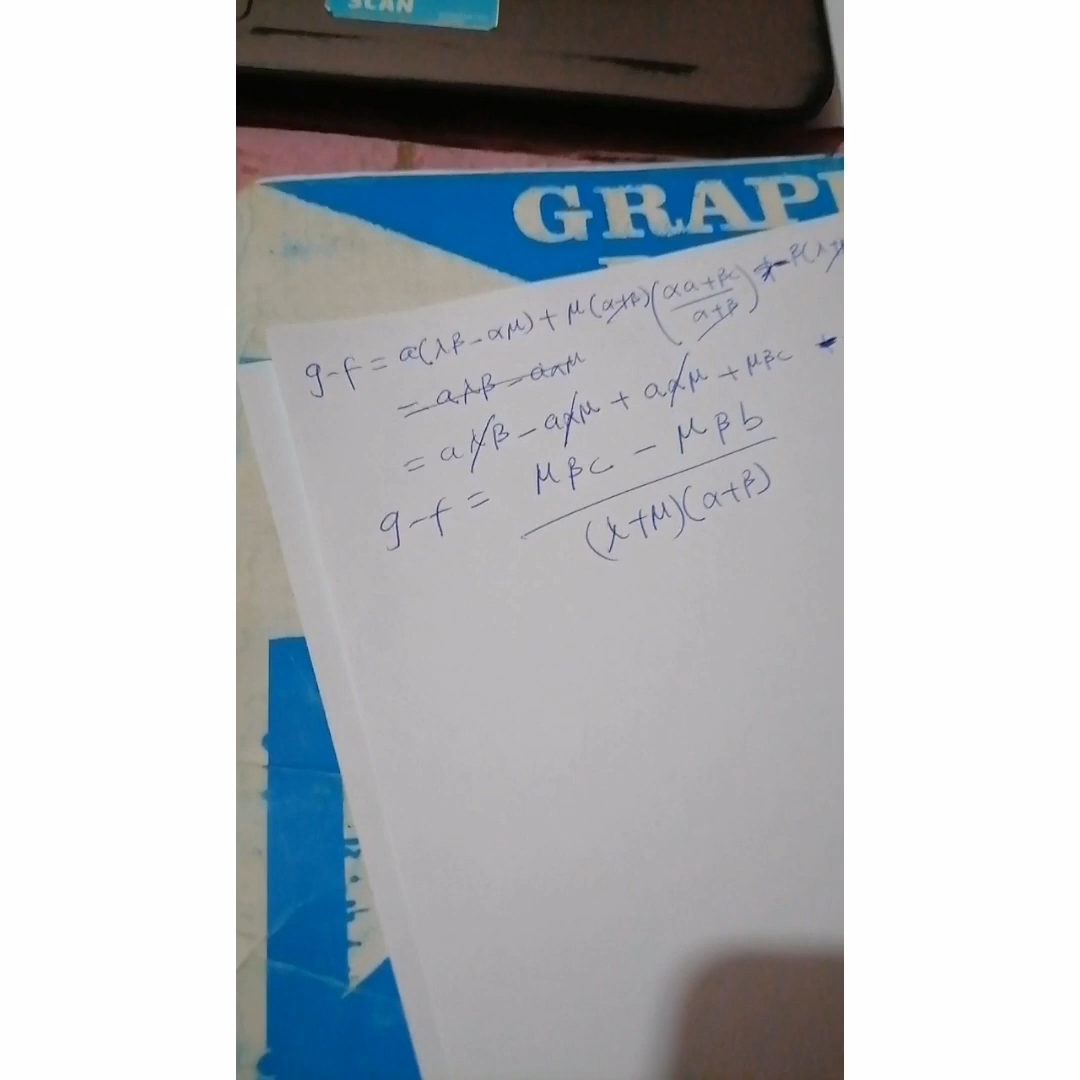 SCAN
GRAP
g-f = a(λβ - αμ) + μ(α+β)(αa+βc / α+β) - β(λ+
= aλβ - aαμ
= aλβ - aαμ + aαμ + μβc -
g-f = μβc - μβb
(λ+μ)(α+β)